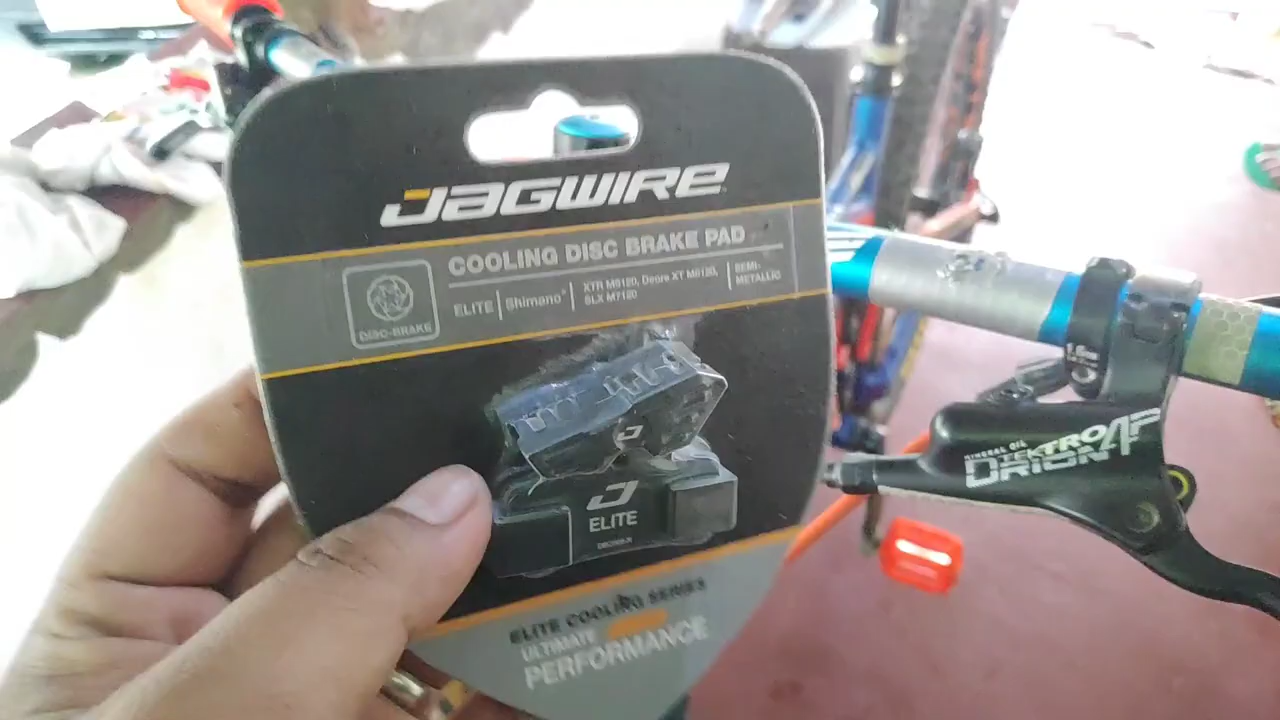 JAGWIRE
COOLING DISC BRAKE PAD
DISC-BRAKE
ELITE
Shimano
XTR M9120, Deore XT M8120,
SLX M7120
SEMI-
METALLIC
J
ELITE
ELITE COOLING SERIES
ULTIMATE
PERFORMANCE
MINERAL OIL
TEKTRO
ORION 4P